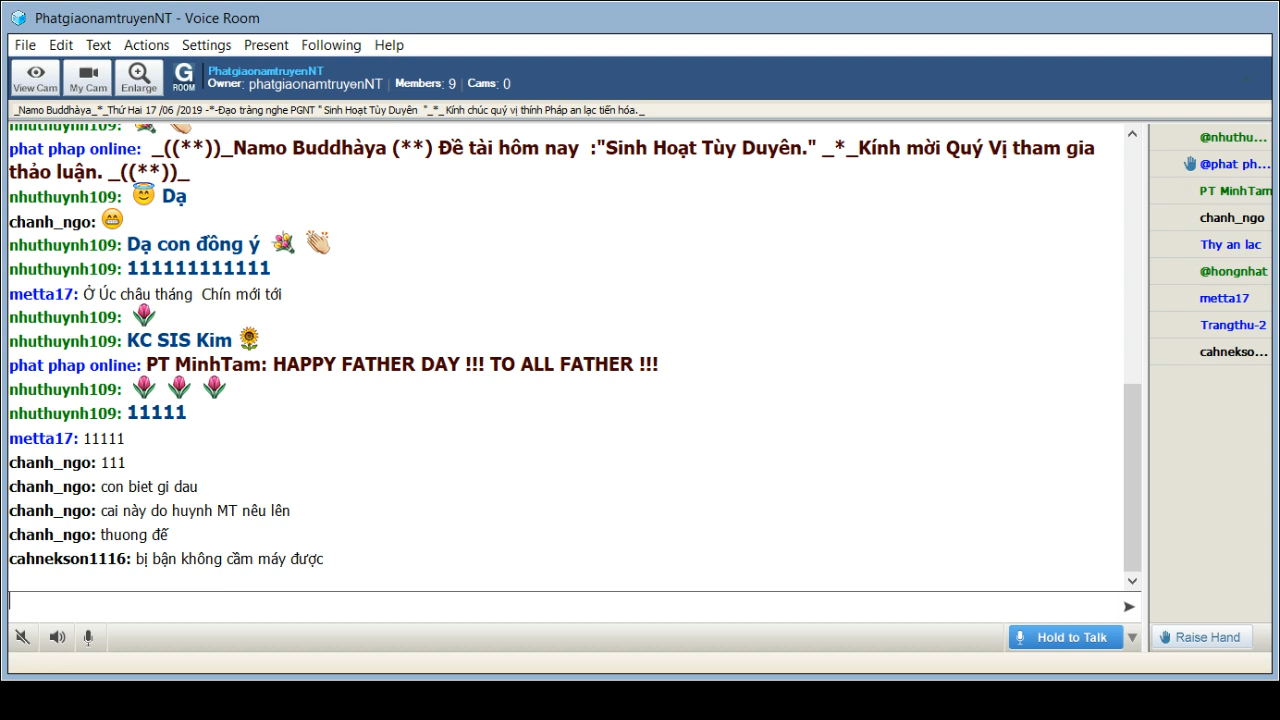 PhatgiaonamtruyenNT - Voice Room
File Edit Text Actions Settings Present Following Help
View Cam My Cam Enlarge G ROOM
PhatgiaonamtruyenNT
Owner: phatgiaonamtruyenNT | Members: 9 | Cams: 0
_Namo Buddhàya_*_Thứ Hai 17 /06 /2019 -*-Đạo tràng nghe PGNT " Sinh Hoạt Tùy Duyên "_*_ Kính chúc quý vị thính Pháp an lạc tiến hóa._
nhuthuynh109:
phat phap online: _((**))_Namo Buddhàya (**) Đề tài hôm nay :"Sinh Hoạt Tùy Duyên." _*_Kính mời Quý Vị tham gia
thảo luận. _((**))_
nhuthuynh109: Dạ
chanh_ngo:
nhuthuynh109: Dạ con đồng ý
nhuthuynh109: 111111111111
metta17: Ở Úc châu tháng Chín mới tới
nhuthuynh109:
nhuthuynh109: KC SIS Kim
phat phap online: PT MinhTam: HAPPY FATHER DAY !!! TO ALL FATHER !!!
nhuthuynh109:
nhuthuynh109: 11111
metta17: 11111
chanh_ngo: 111
chanh_ngo: con biet gi dau
chanh_ngo: cai này do huynh MT nêu lên
chanh_ngo: thuong đế
cahnekson1116: bị bận không cầm máy được
@nhuthu...
@phat ph...
PT MinhTam
chanh_ngo
Thy an lac
@hongnhat
metta17
Trangthu-2
cahnekso...
Hold to Talk
Raise Hand